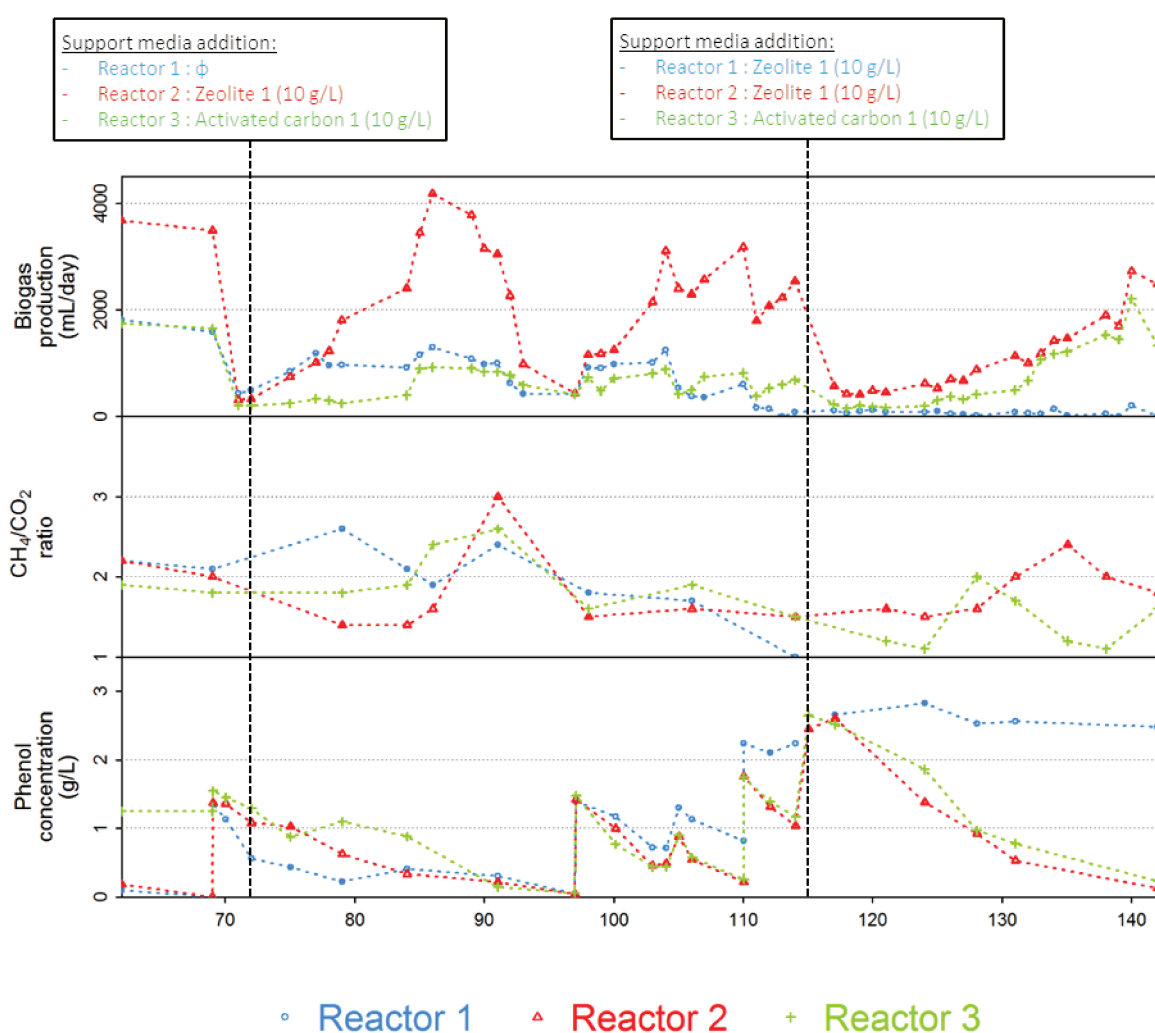 Support media addition:
- Reactor 1 : ϕ
- Reactor 2 : Zeolite 1 (10 g/L)
- Reactor 3 : Activated carbon 1 (10 g/L)
Support media addition:
- Reactor 1 : Zeolite 1 (10 g/L)
- Reactor 2 : Zeolite 1 (10 g/L)
- Reactor 3 : Activated carbon 1 (10 g/L)
Biogas
production
(mL/day)
4000
2000
0
CH₄/CO₂
ratio
3
2
1
Phenol
concentration
(g/L)
3
2
1
0
70 80 90 100 110 120 130 140
Reactor 1 Reactor 2 Reactor 3